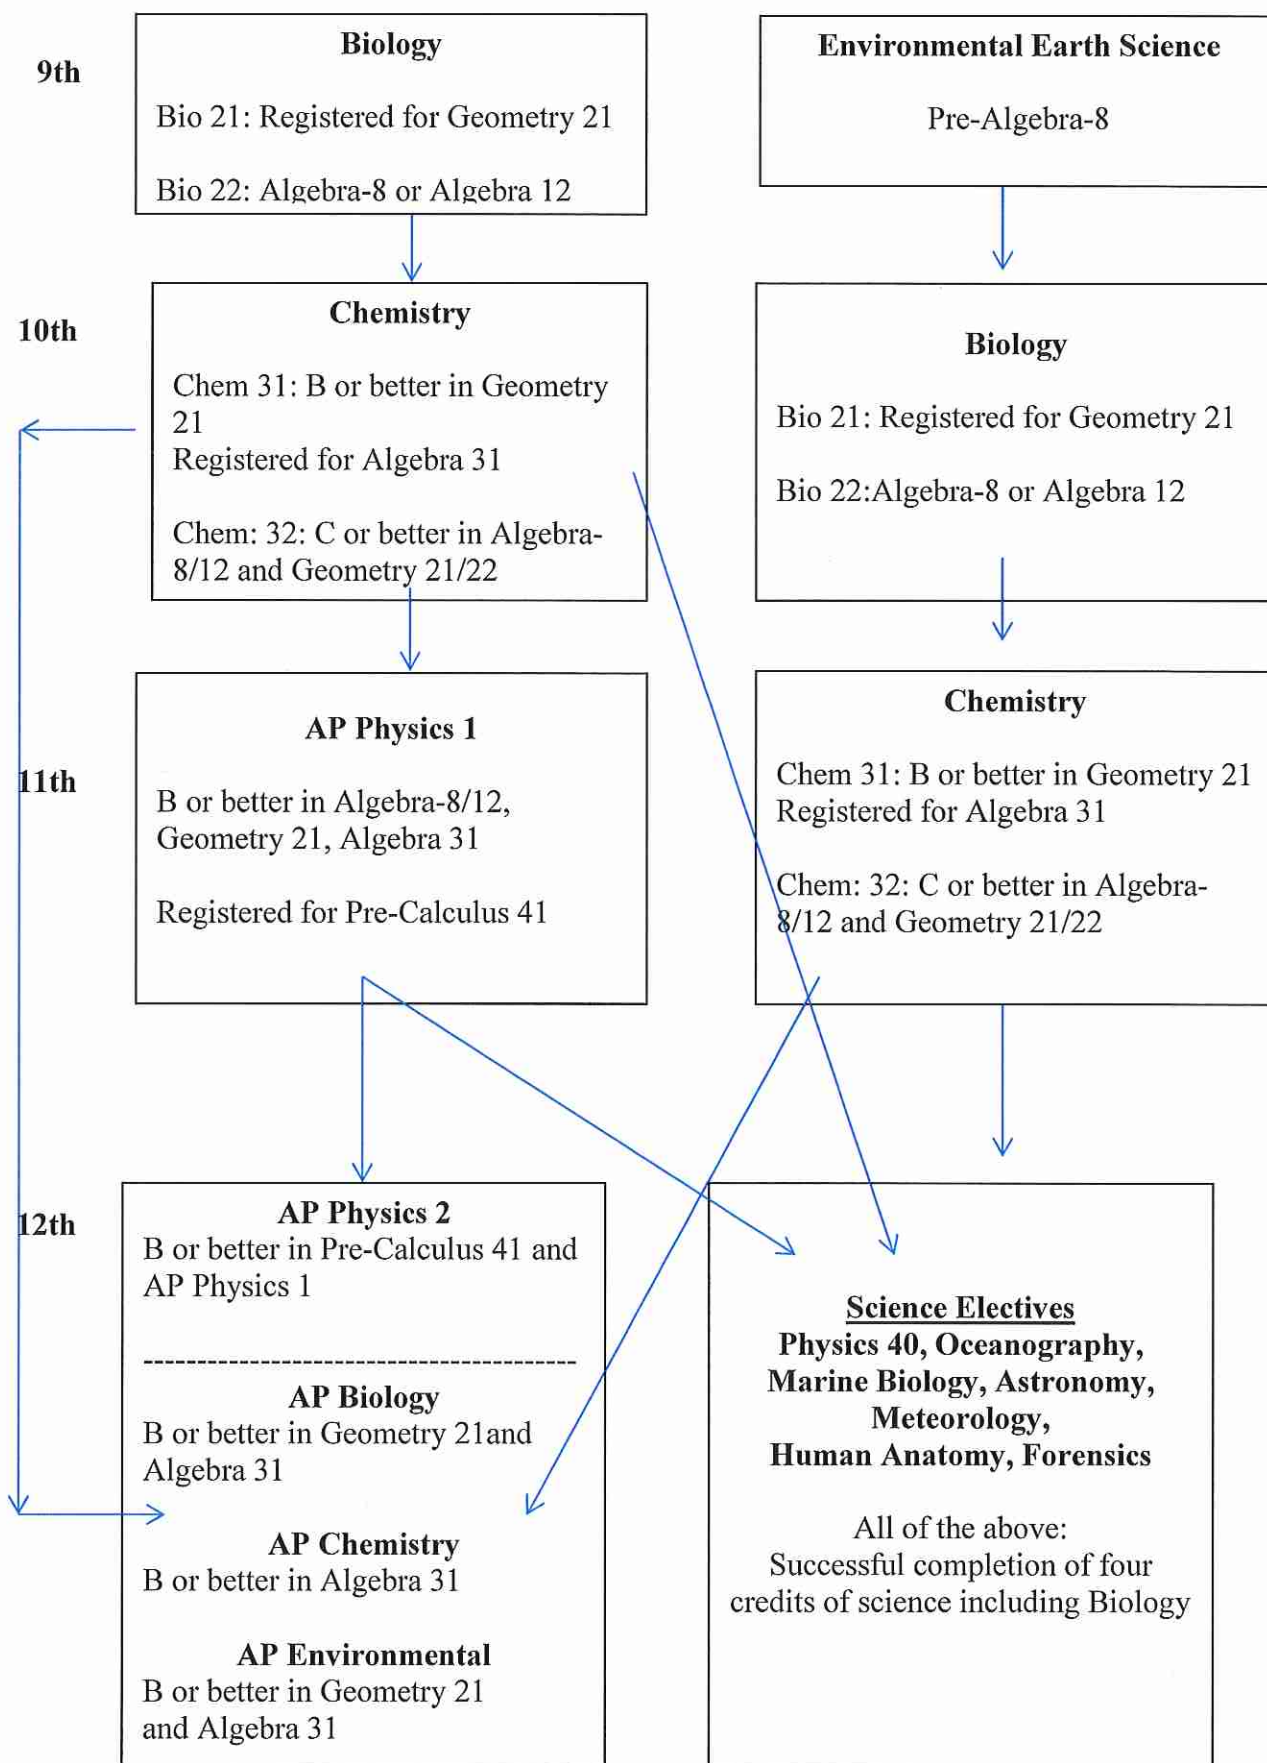 9th
Biology
Bio 21: Registered for Geometry 21
Bio 22: Algebra-8 or Algebra 12
Environmental Earth Science
Pre-Algebra-8
10th
Chemistry
Chem 31: B or better in Geometry
21
Registered for Algebra 31
Chem: 32: C or better in Algebra-
8/12 and Geometry 21/22
Biology
Bio 21: Registered for Geometry 21
Bio 22:Algebra-8 or Algebra 12
11th
AP Physics 1
B or better in Algebra-8/12,
Geometry 21, Algebra 31
Registered for Pre-Calculus 41
Chemistry
Chem 31: B or better in Geometry 21
Registered for Algebra 31
Chem: 32: C or better in Algebra-
8/12 and Geometry 21/22
12th
AP Physics 2
B or better in Pre-Calculus 41 and
AP Physics 1
----------------------------------------
AP Biology
B or better in Geometry 21and
Algebra 31
AP Chemistry
B or better in Algebra 31
AP Environmental
B or better in Geometry 21
and Algebra 31
Science Electives
Physics 40, Oceanography,
Marine Biology, Astronomy,
Meteorology,
Human Anatomy, Forensics
All of the above:
Successful completion of four
credits of science including Biology